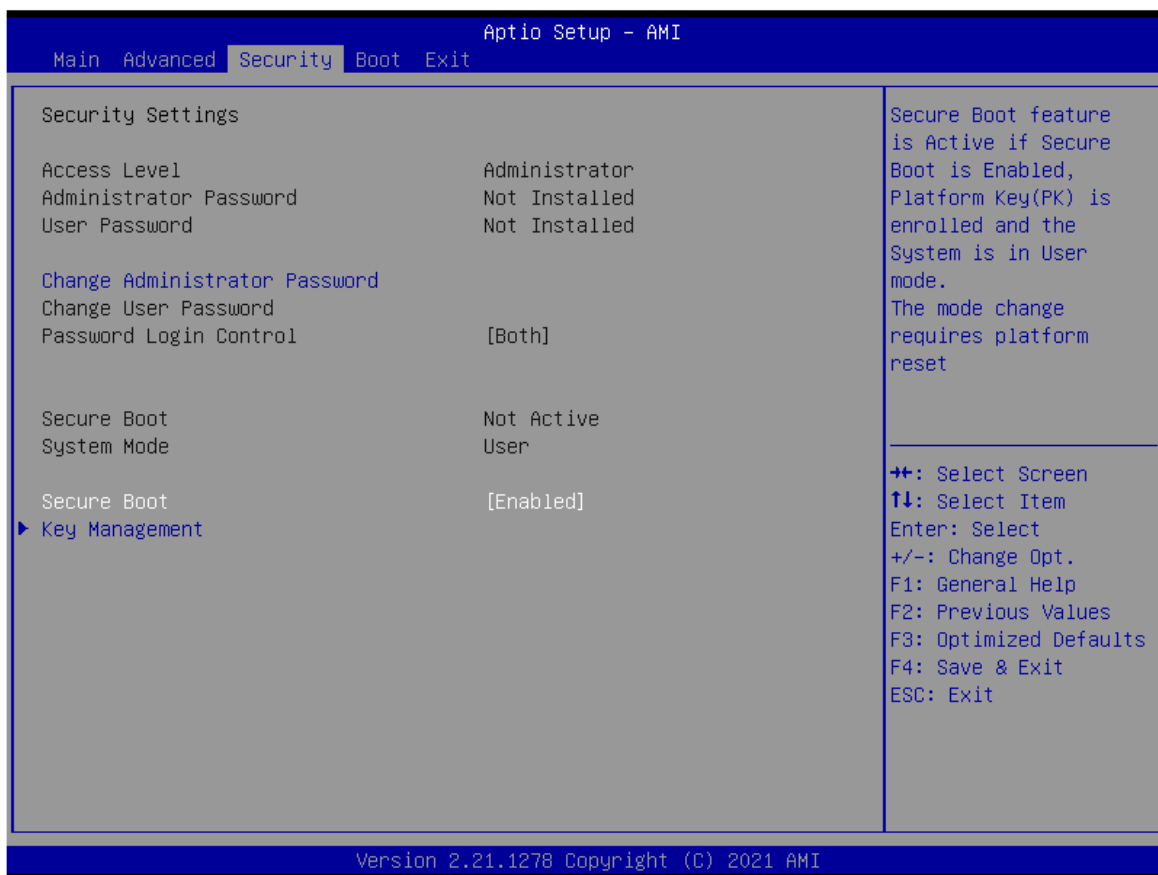 Aptio Setup – AMI
Main Advanced Security Boot Exit
Security Settings
Access Level Administrator
Administrator Password Not Installed
User Password Not Installed
Change Administrator Password
Change User Password
Password Login Control [Both]
Secure Boot Not Active
System Mode User
Secure Boot [Enabled]
Key Management
Secure Boot feature
is Active if Secure
Boot is Enabled,
Platform Key(PK) is
enrolled and the
System is in User
mode.
The mode change
requires platform
reset
→←: Select Screen
↑↓: Select Item
Enter: Select
+/-: Change Opt.
F1: General Help
F2: Previous Values
F3: Optimized Defaults
F4: Save & Exit
ESC: Exit
Version 2.21.1278 Copyright (C) 2021 AMI